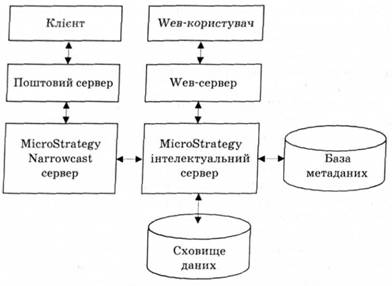 Клієнт
Web-користувач
Поштовий сервер
Web-сервер
MicroStrategy
Narrowcast
сервер
MicroStrategy
інтелектуальний
сервер
База
метаданих
Сховище
даних